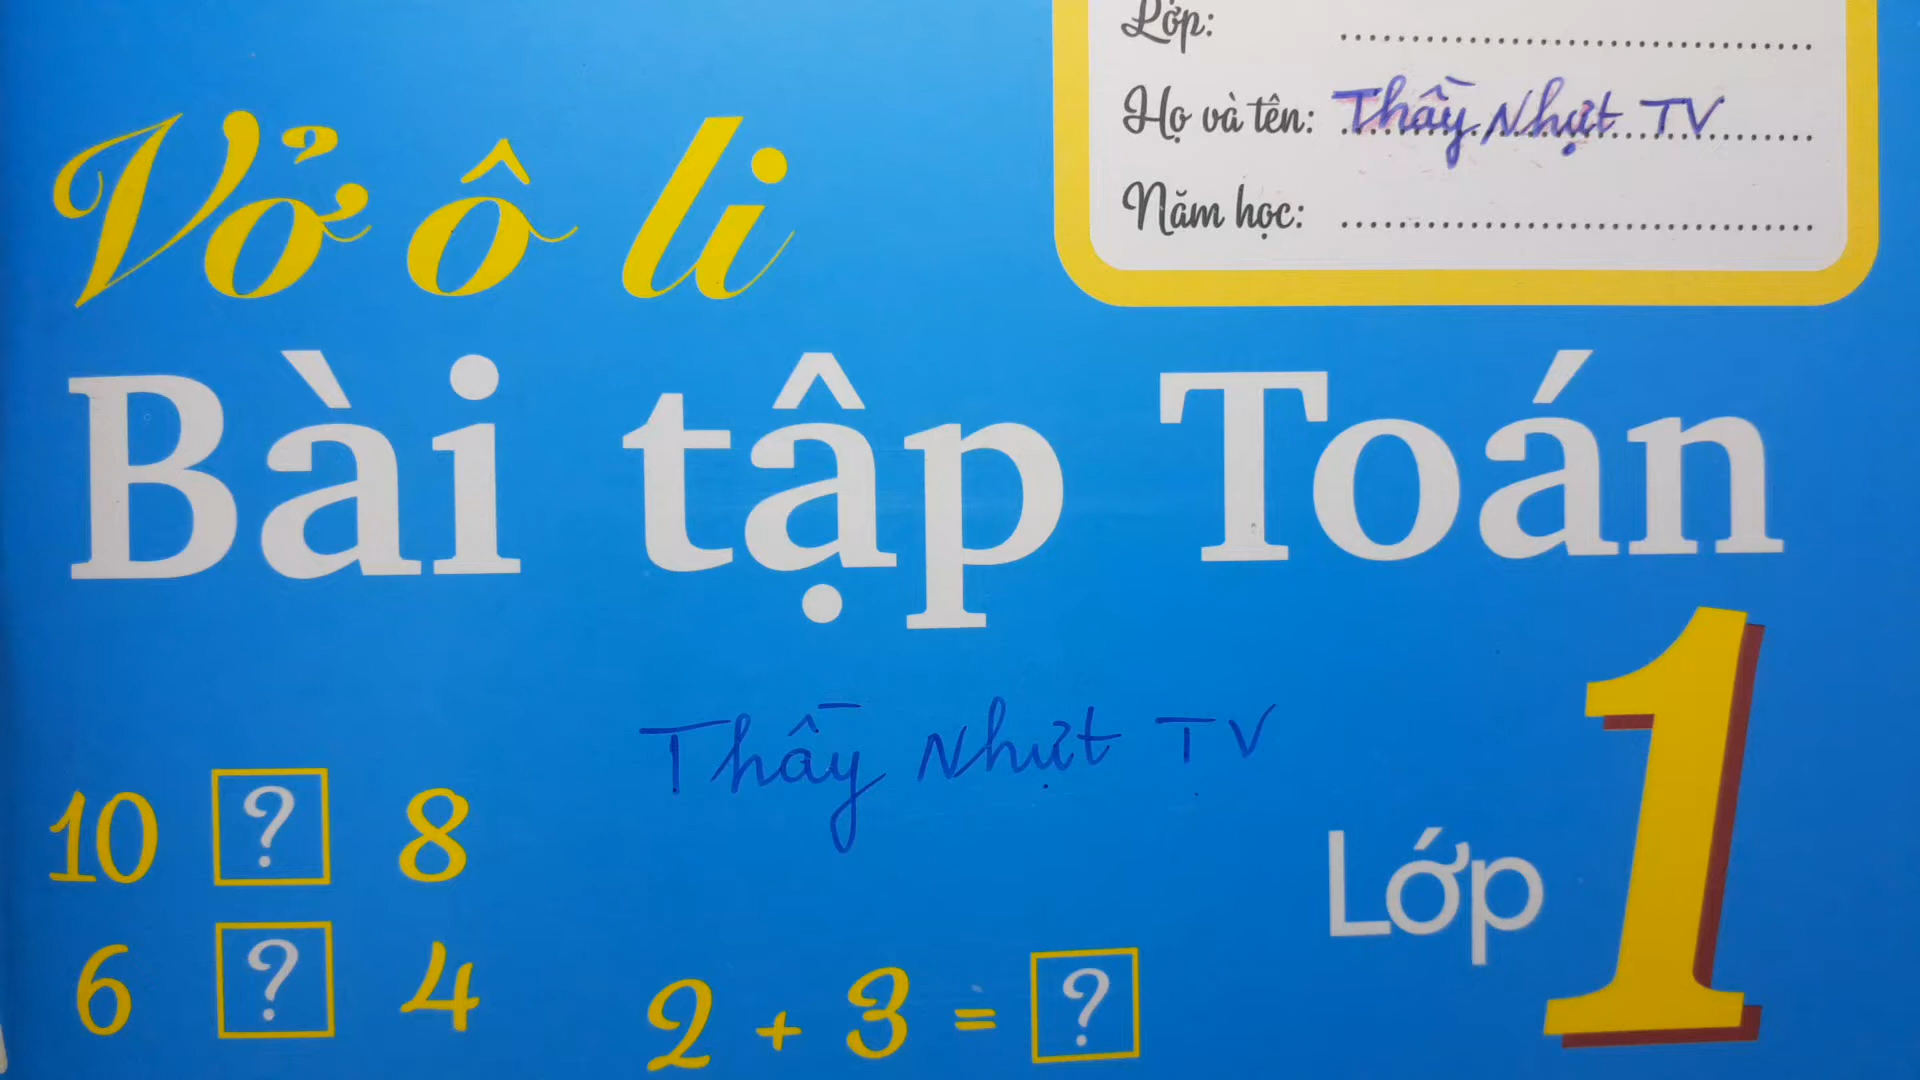 Lớp:
Họ và tên: Thầy Nhựt TV
Năm học:
Vở ô li
Bài tập Toán
Thầy Nhựt TV
Lớp 1
10 ? 8
6 ? 4
2 + 3 = ?